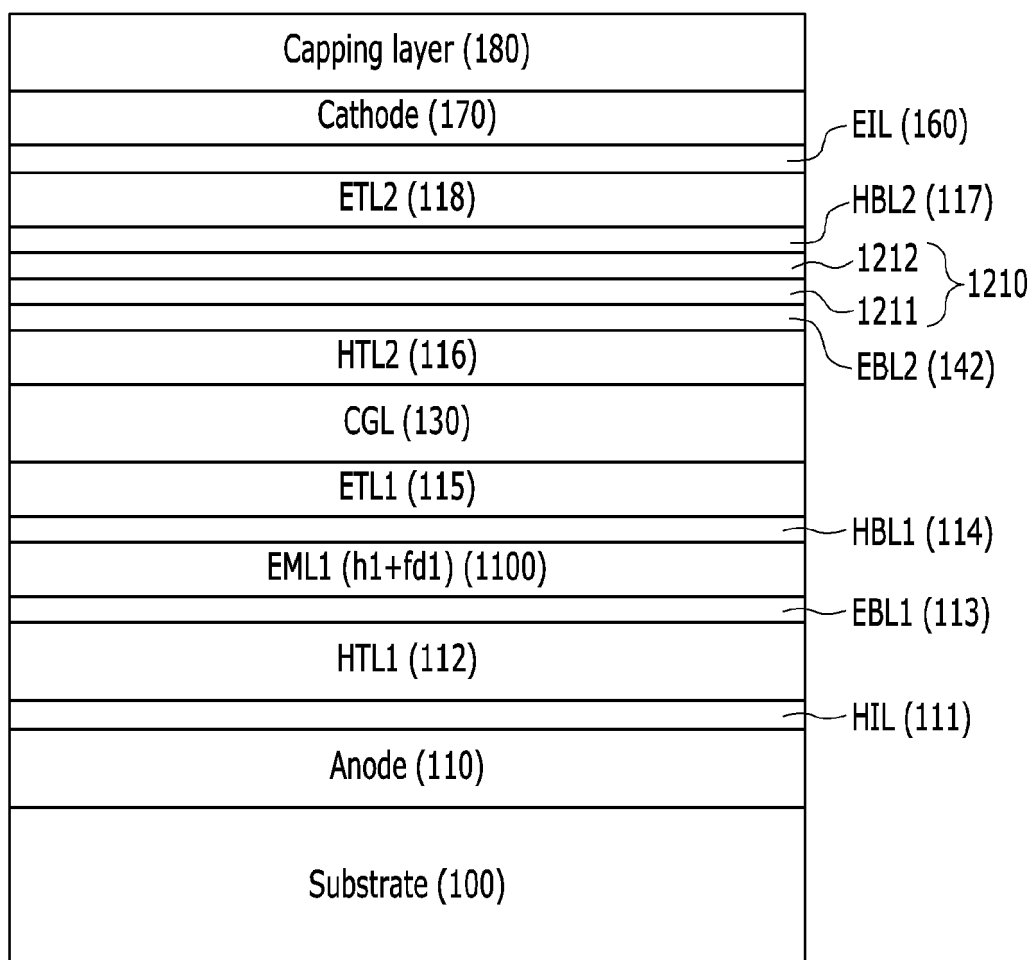 Capping layer (180)
Cathode (170)
EIL (160)
ETL2 (118)
HBL2 (117)
1212
1210
1211
EBL2 (142)
HTL2 (116)
CGL (130)
ETL1 (115)
HBL1 (114)
EML1 (h1+fd1) (1100)
EBL1 (113)
HTL1 (112)
HIL (111)
Anode (110)
Substrate (100)